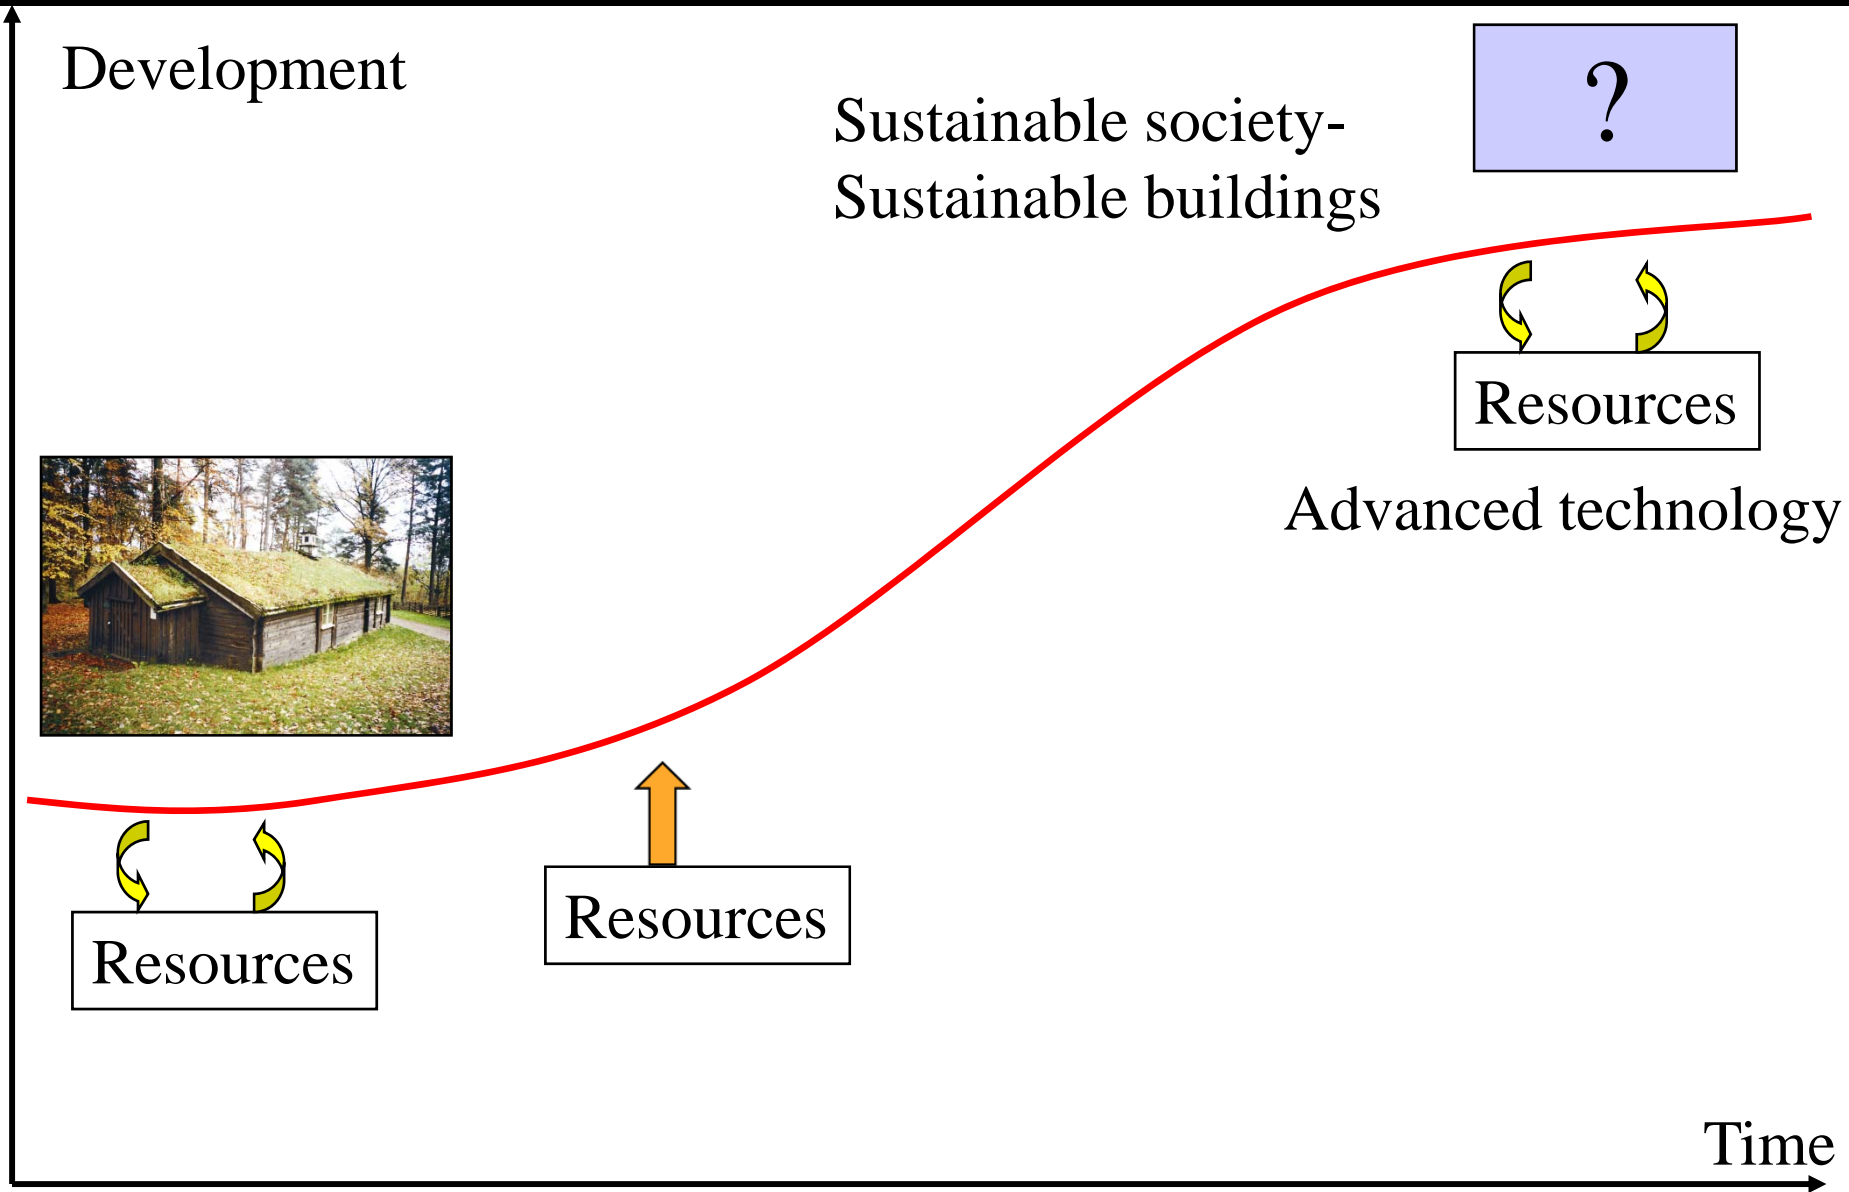 Development
?
Sustainable society-
Sustainable buildings
Resources
Advanced technology
Resources
Resources
Time